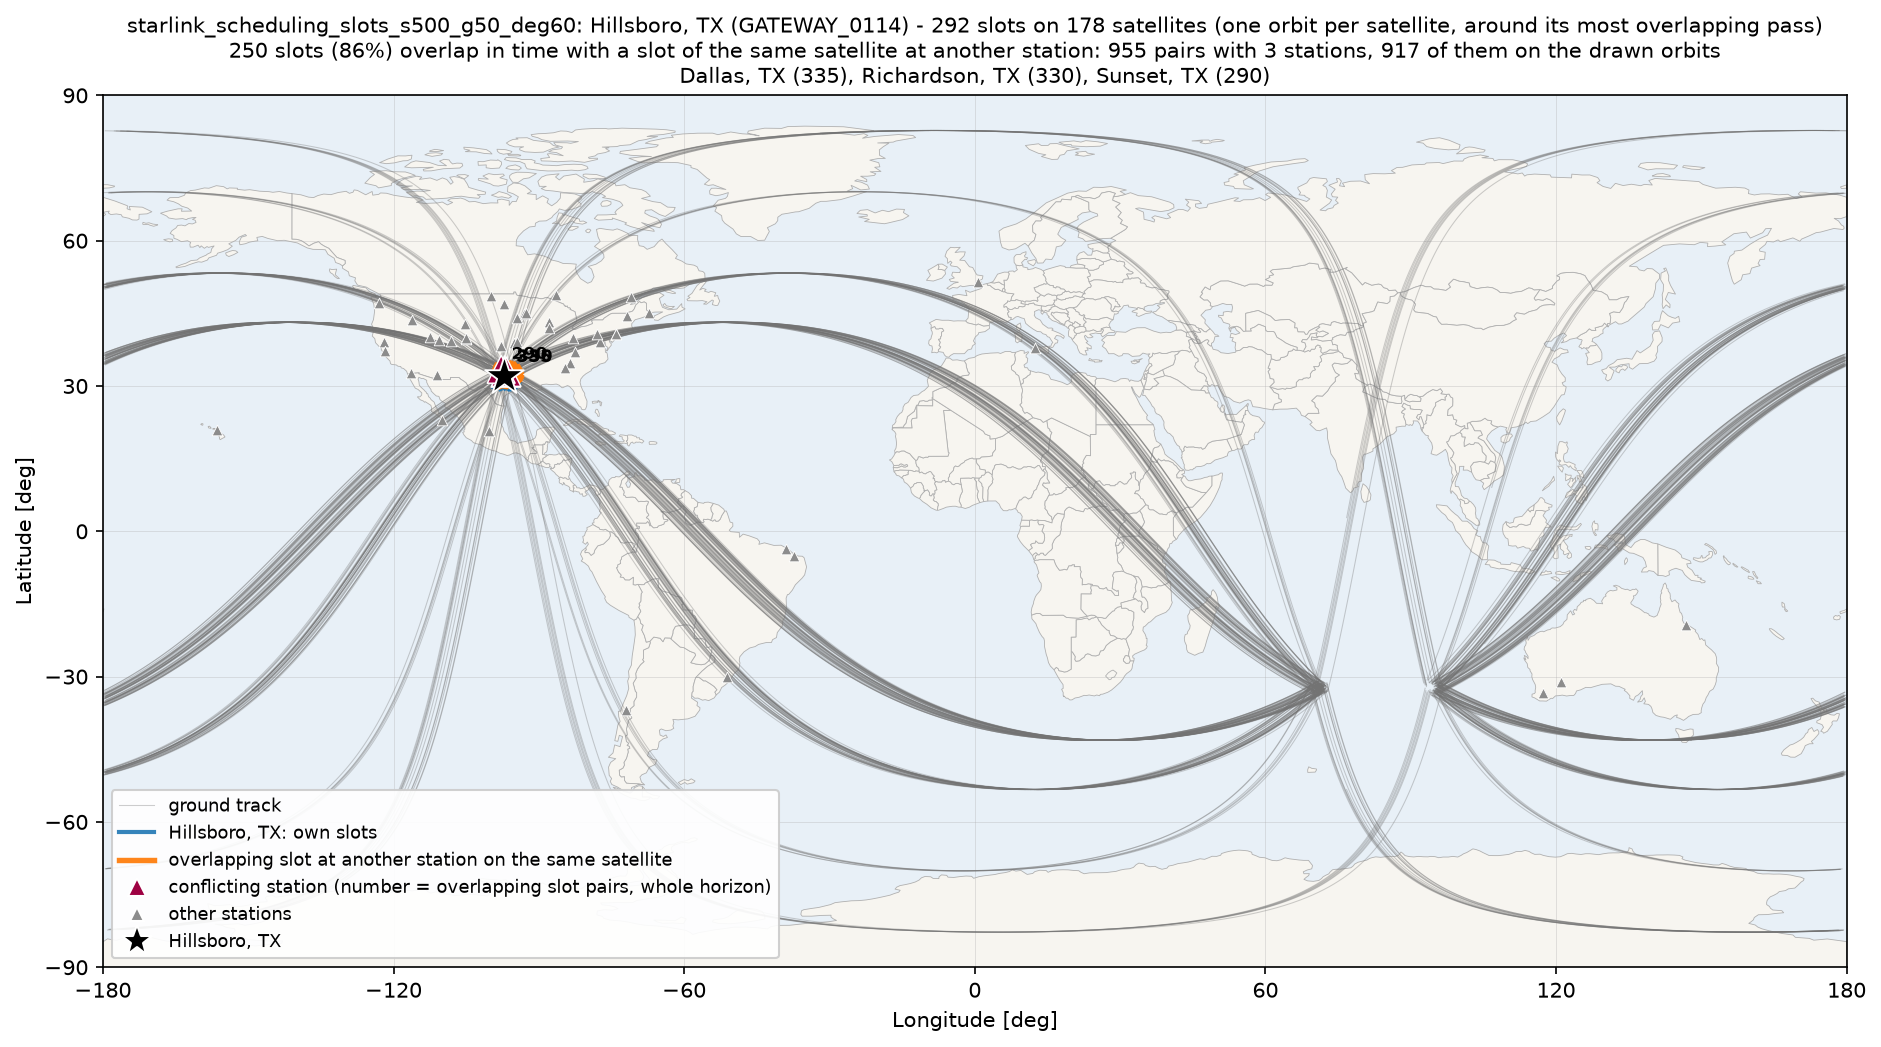 starlink_scheduling_slots_s500_g50_deg60: Hillsboro, TX (GATEWAY_0114) - 292 slots on 178 satellites (one orbit per satellite, around its most overlapping pass)
250 slots (86%) overlap in time with a slot of the same satellite at another station: 955 pairs with 3 stations, 917 of them on the drawn orbits
Dallas, TX (335), Richardson, TX (330), Sunset, TX (290)
90
60
30
0
−30
−60
−90
Latitude [deg]
290
ground track
Hillsboro, TX: own slots
overlapping slot at another station on the same satellite
conflicting station (number = overlapping slot pairs, whole horizon)
other stations
Hillsboro, TX
−180
−120
−60
0
60
120
180
Longitude [deg]